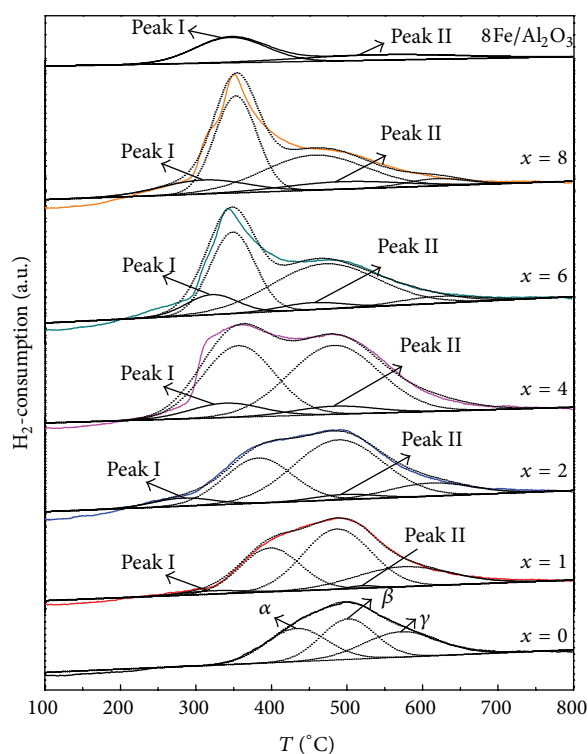 Peak I
Peak II
8Fe/Al₂O₃
Peak I
Peak II
x = 8
Peak I
Peak II
x = 6
Peak I
Peak II
x = 4
Peak I
Peak II
x = 2
Peak I
Peak II
x = 1
α
β
γ
x = 0
H₂-consumption (a.u.)
100 200 300 400 500 600 700 800
T (°C)